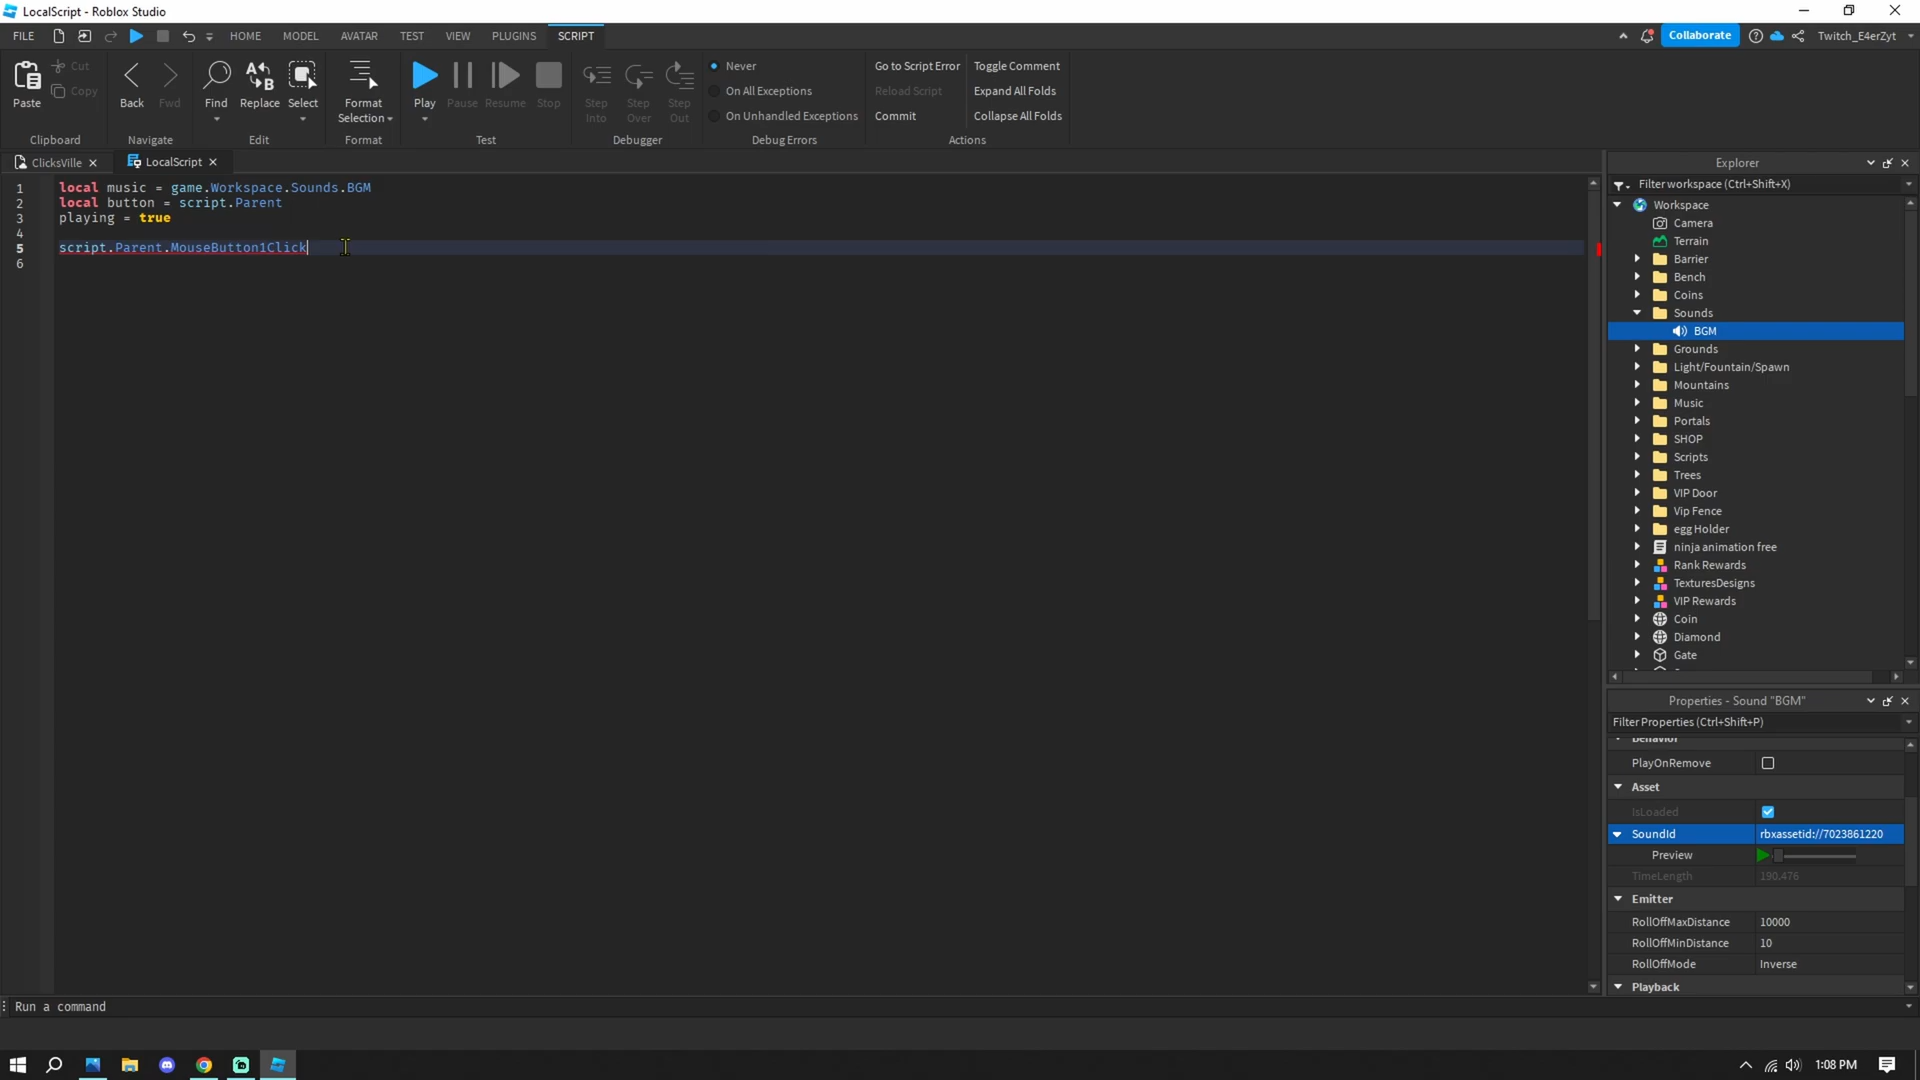 LocalScript - Roblox Studio
FILE HOME MODEL AVATAR TEST VIEW PLUGINS SCRIPT Collaborate Twitch_E4erZyt
Paste Cut Copy Back Fwd Find Replace Select Format Selection Play Pause Resume Stop Step Into Step Over Step Out
Never Go to Script Error Toggle Comment
On All Exceptions Reload Script Expand All Folds
On Unhandled Exceptions Commit Collapse All Folds
Clipboard Navigate Edit Format Test Debugger Debug Errors Actions
ClicksVille LocalScript
1 local music = game.Workspace.Sounds.BGM
2 local button = script.Parent
3 playing = true
4
5 script.Parent.MouseButton1Click
6
Explorer
Filter workspace (Ctrl+Shift+X)
Workspace
Camera
Terrain
Barrier
Bench
Coins
Sounds
BGM
Grounds
Light/Fountain/Spawn
Mountains
Music
Portals
SHOP
Scripts
Trees
VIP Door
Vip Fence
egg Holder
ninja animation free
Rank Rewards
TexturesDesigns
VIP Rewards
Coin
Diamond
Gate
Properties - Sound "BGM"
Filter Properties (Ctrl+Shift+P)
Behavior
PlayOnRemove
Asset
IsLoaded
SoundId rbxassetid://7023861220
Preview
TimeLength 190.476
Emitter
RollOffMaxDistance 10000
RollOffMinDistance 10
RollOffMode Inverse
Playback
Run a command
1:08 PM